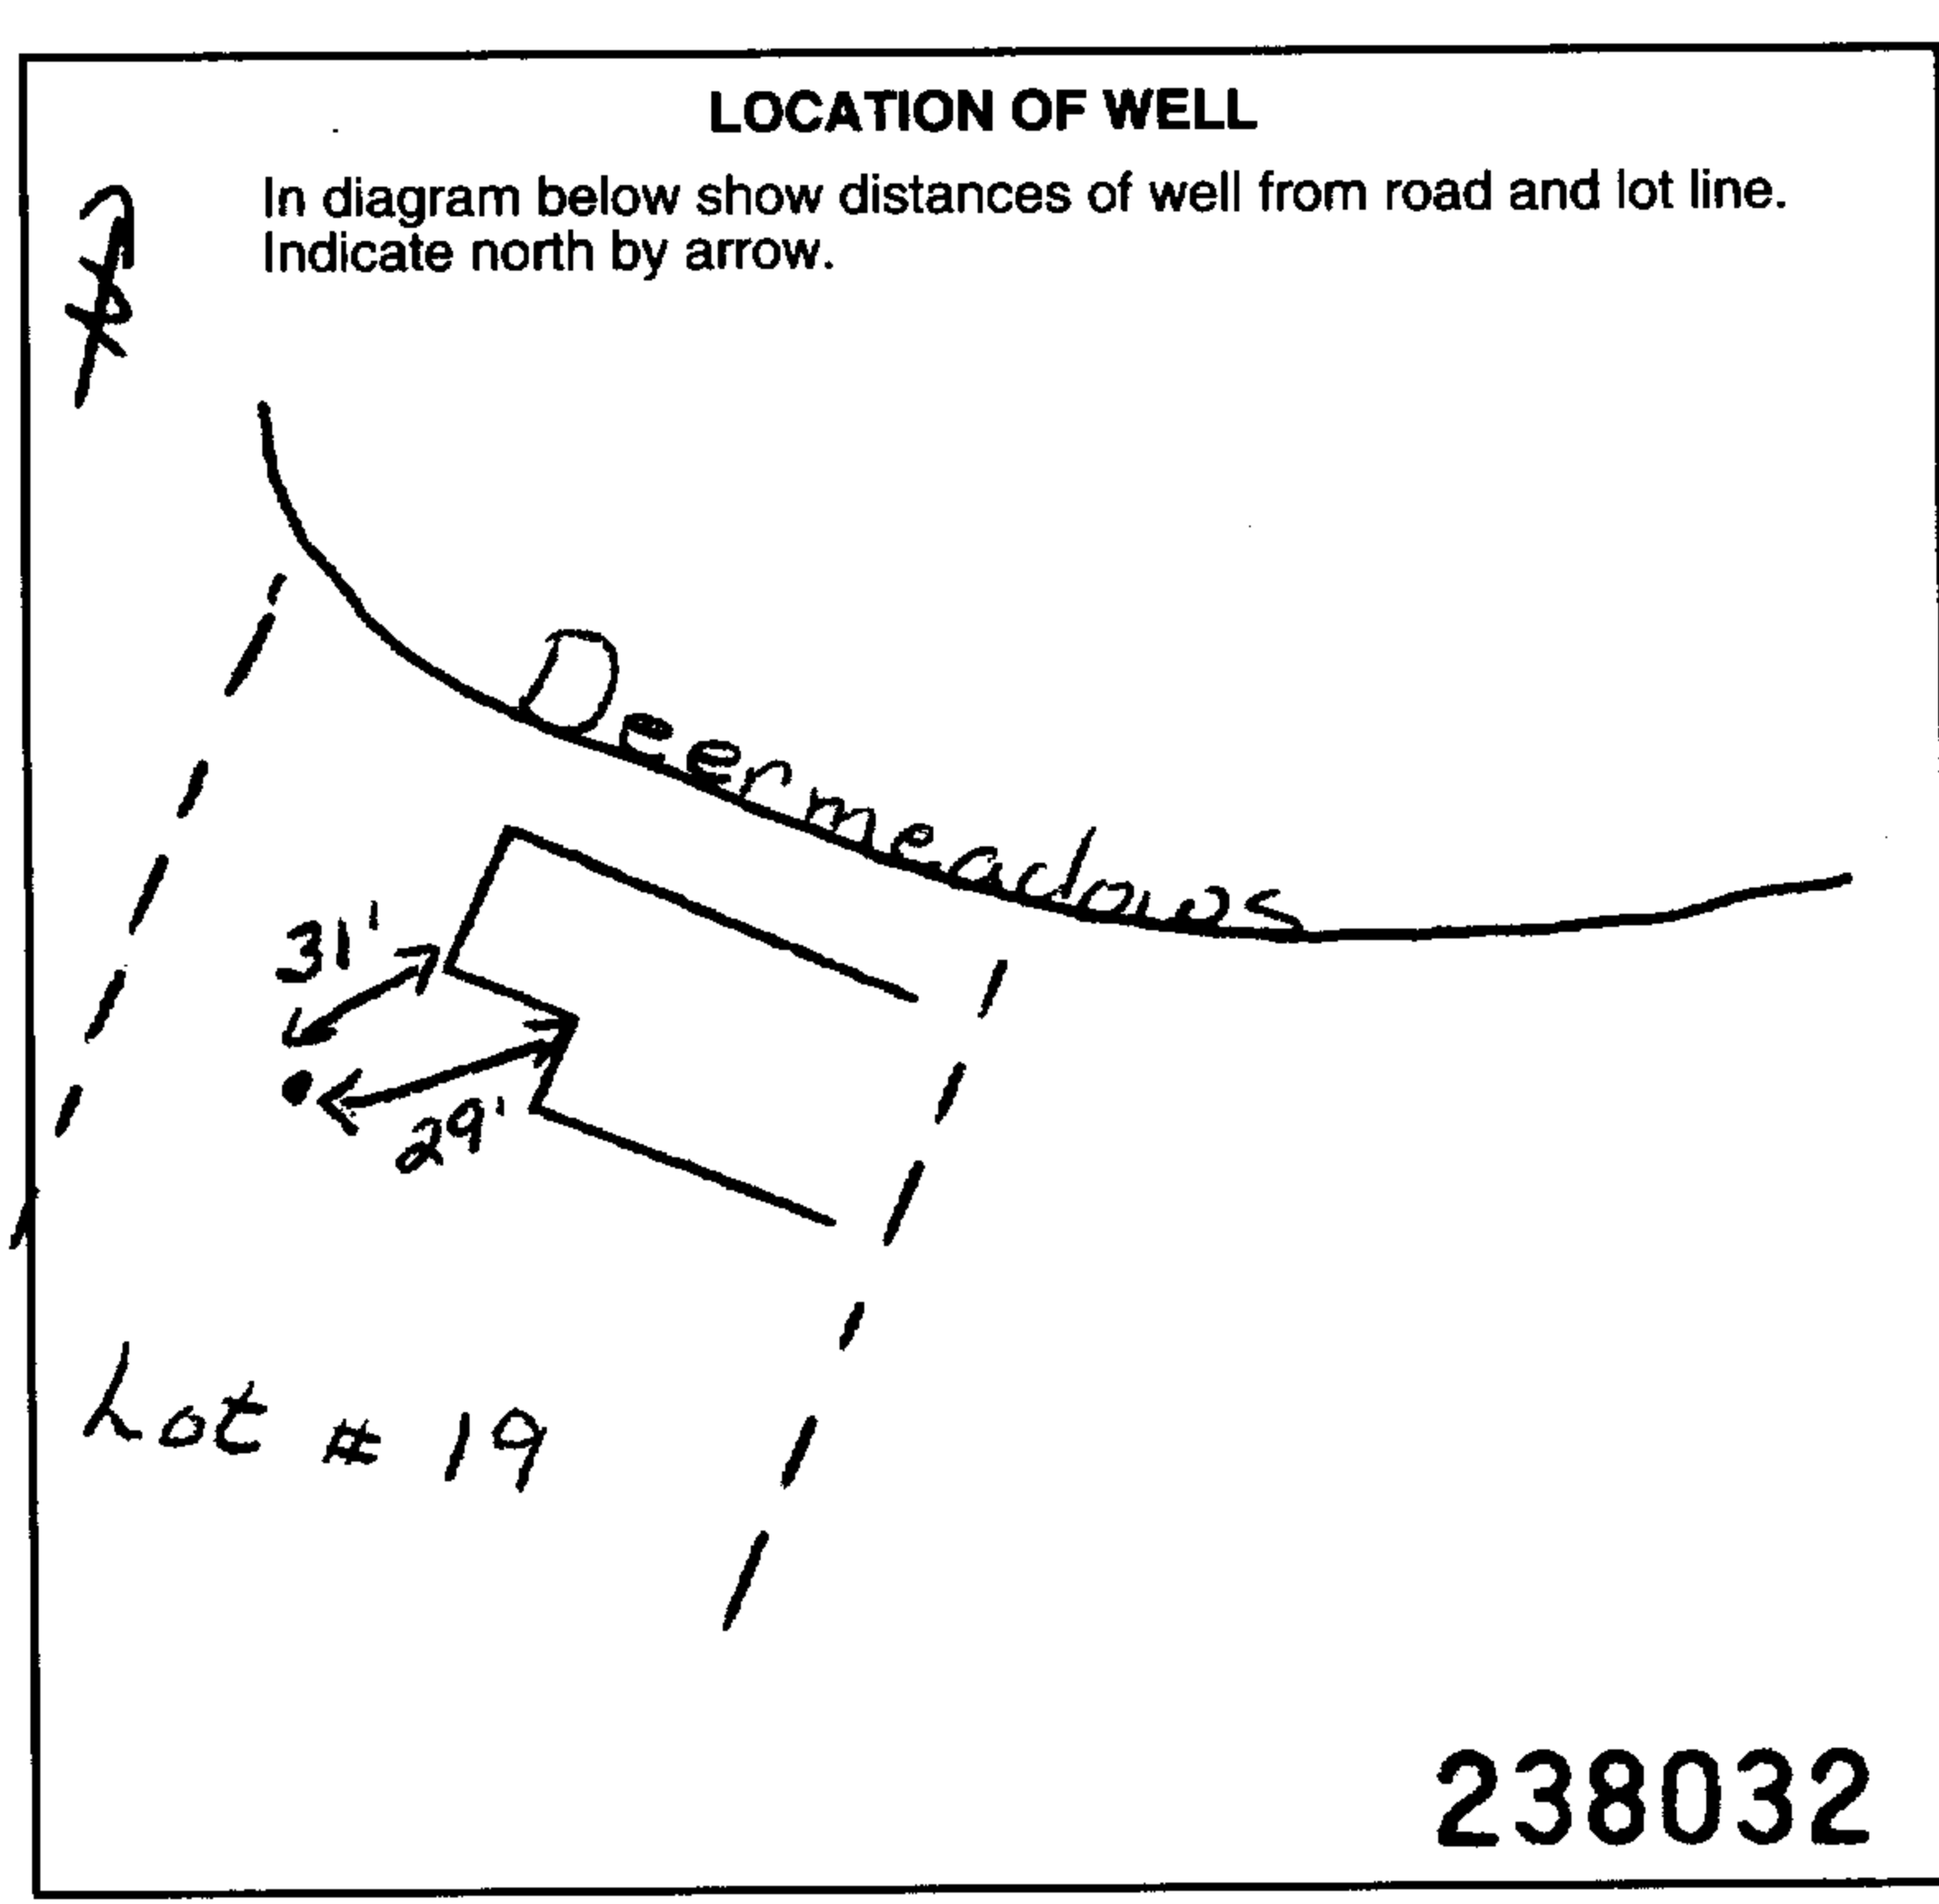 LOCATION OF WELL
In diagram below show distances of well from road and lot line.
Indicate north by arrow.
Deermeadows
31'
29'
Lot # 19
238032